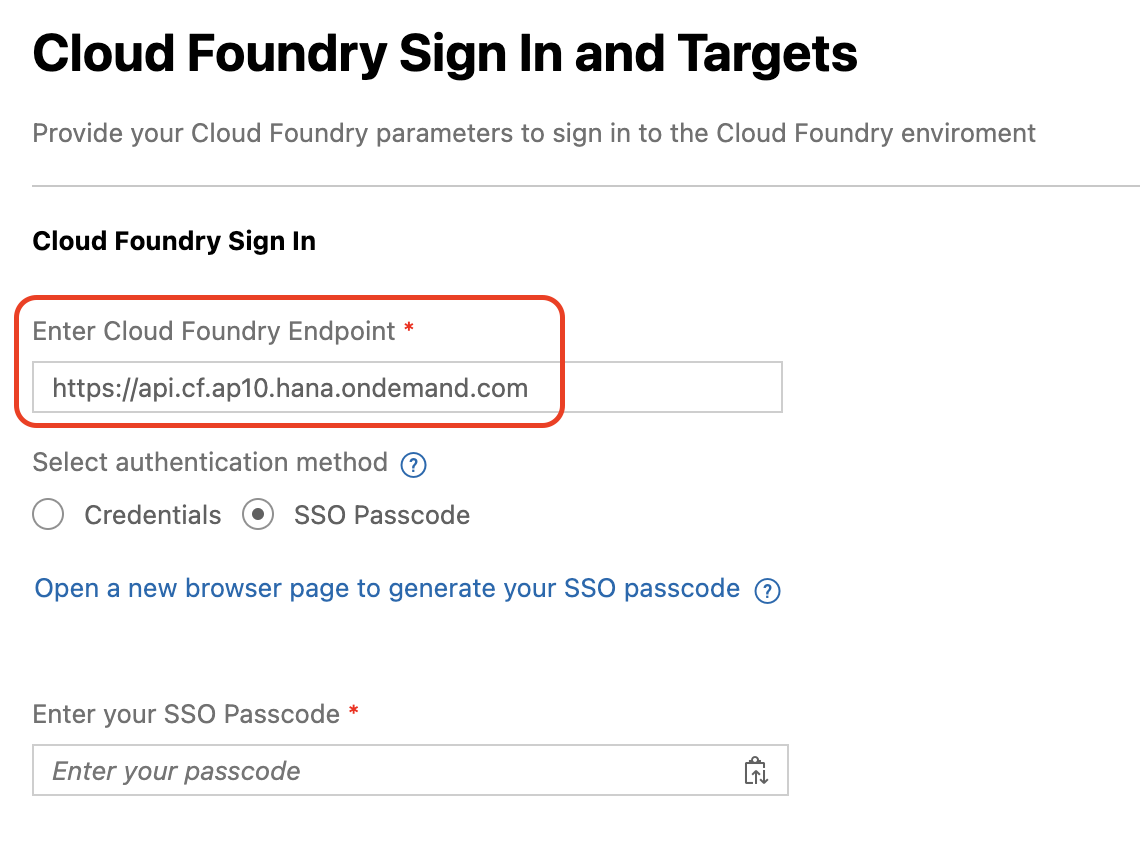 Cloud Foundry Sign In and Targets
Provide your Cloud Foundry parameters to sign in to the Cloud Foundry enviroment
Cloud Foundry Sign In
Enter Cloud Foundry Endpoint *
https://api.cf.ap10.hana.ondemand.com
Select authentication method ?
Credentials SSO Passcode
Open a new browser page to generate your SSO passcode ?
Enter your SSO Passcode *
Enter your passcode